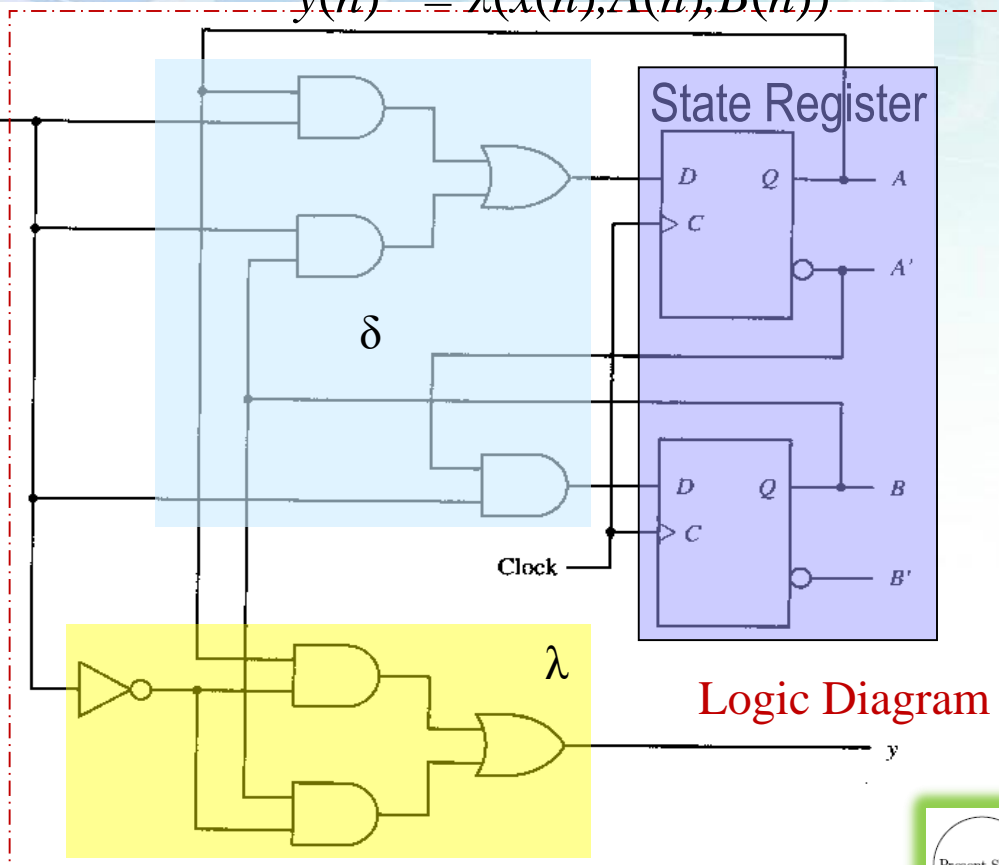 y(n) = λ(x(n),A(n),B(n))
State Register
D Q A
C
A'
δ
D Q B
C
Clock
B'
λ
Logic Diagram
y